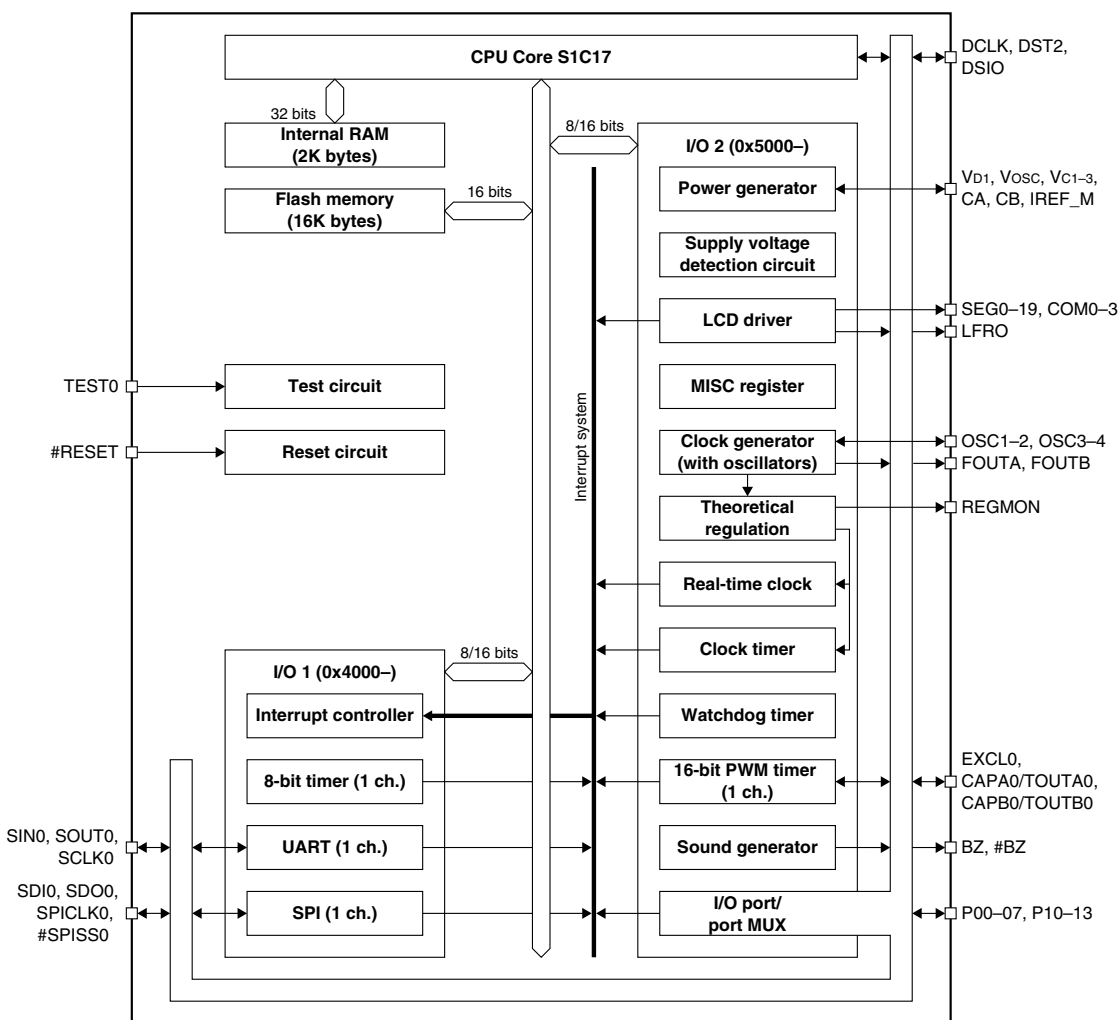 CPU Core S1C17
DCLK, DST2,
DSIO
32 bits
Internal RAM
(2K bytes)
8/16 bits
I/O 2 (0x5000–)
Flash memory
(16K bytes)
16 bits
Power generator
VD1, VOSC, VC1–3,
CA, CB, IREF_M
Supply voltage
detection circuit
LCD driver
SEG0–19, COM0–3
LFRO
TEST0
Test circuit
MISC register
#RESET
Reset circuit
Interrupt system
Clock generator
(with oscillators)
OSC1–2, OSC3–4
FOUTA, FOUTB
Theoretical
regulation
REGMON
Real-time clock
Clock timer
8/16 bits
I/O 1 (0x4000–)
Interrupt controller
Watchdog timer
8-bit timer (1 ch.)
16-bit PWM timer
(1 ch.)
EXCL0,
CAPA0/TOUTA0,
CAPB0/TOUTB0
SIN0, SOUT0,
SCLK0
UART (1 ch.)
Sound generator
BZ, #BZ
SDI0, SDO0,
SPICLK0,
#SPISS0
SPI (1 ch.)
I/O port/
port MUX
P00–07, P10–13